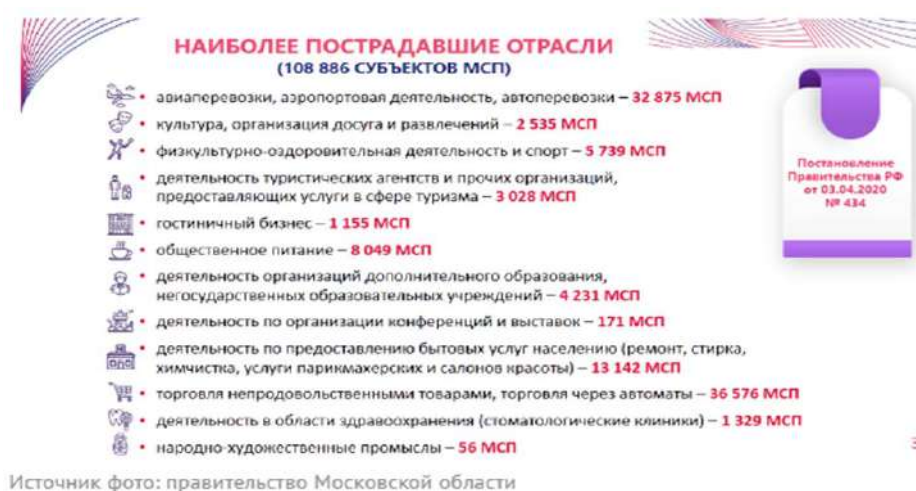 НАИБОЛЕЕ ПОСТРАДАВШИЕ ОТРАСЛИ
(108 886 СУБЪЕКТОВ МСП)
• авиаперевозки, аэропортовая деятельность, автоперевозки – 32 875 МСП
• культура, организация досуга и развлечений – 2 535 МСП
• физкультурно-оздоровительная деятельность и спорт – 5 739 МСП
• деятельность туристических агентств и прочих организаций,
предоставляющих услуги в сфере туризма – 3 028 МСП
• гостиничный бизнес – 1 155 МСП
• общественное питание – 8 049 МСП
• деятельность организаций дополнительного образования,
негосударственных образовательных учреждений – 4 231 МСП
• деятельность по организации конференций и выставок – 171 МСП
• деятельность по предоставлению бытовых услуг населению (ремонт, стирка,
химчистка, услуги парикмахерских и салонов красоты) – 13 142 МСП
• торговля непродовольственными товарами, торговля через автоматы – 36 576 МСП
• деятельность в области здравоохранения (стоматологические клиники) – 1 329 МСП
• народно-художественные промыслы – 56 МСП
Постановление
Правительства РФ
от 03.04.2020
№ 434
3
Источник фото: правительство Московской области